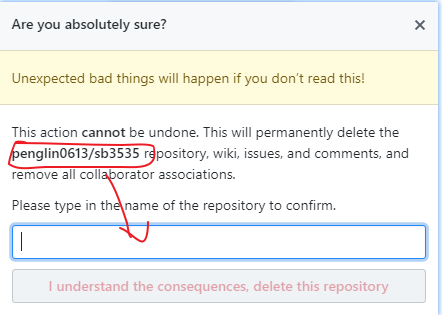 Are you absolutely sure?
Unexpected bad things will happen if you don't read this!
This action cannot be undone. This will permanently delete the
penglin0613/sb3535 repository, wiki, issues, and comments, and
remove all collaborator associations.
Please type in the name of the repository to confirm.
I understand the consequences, delete this repository